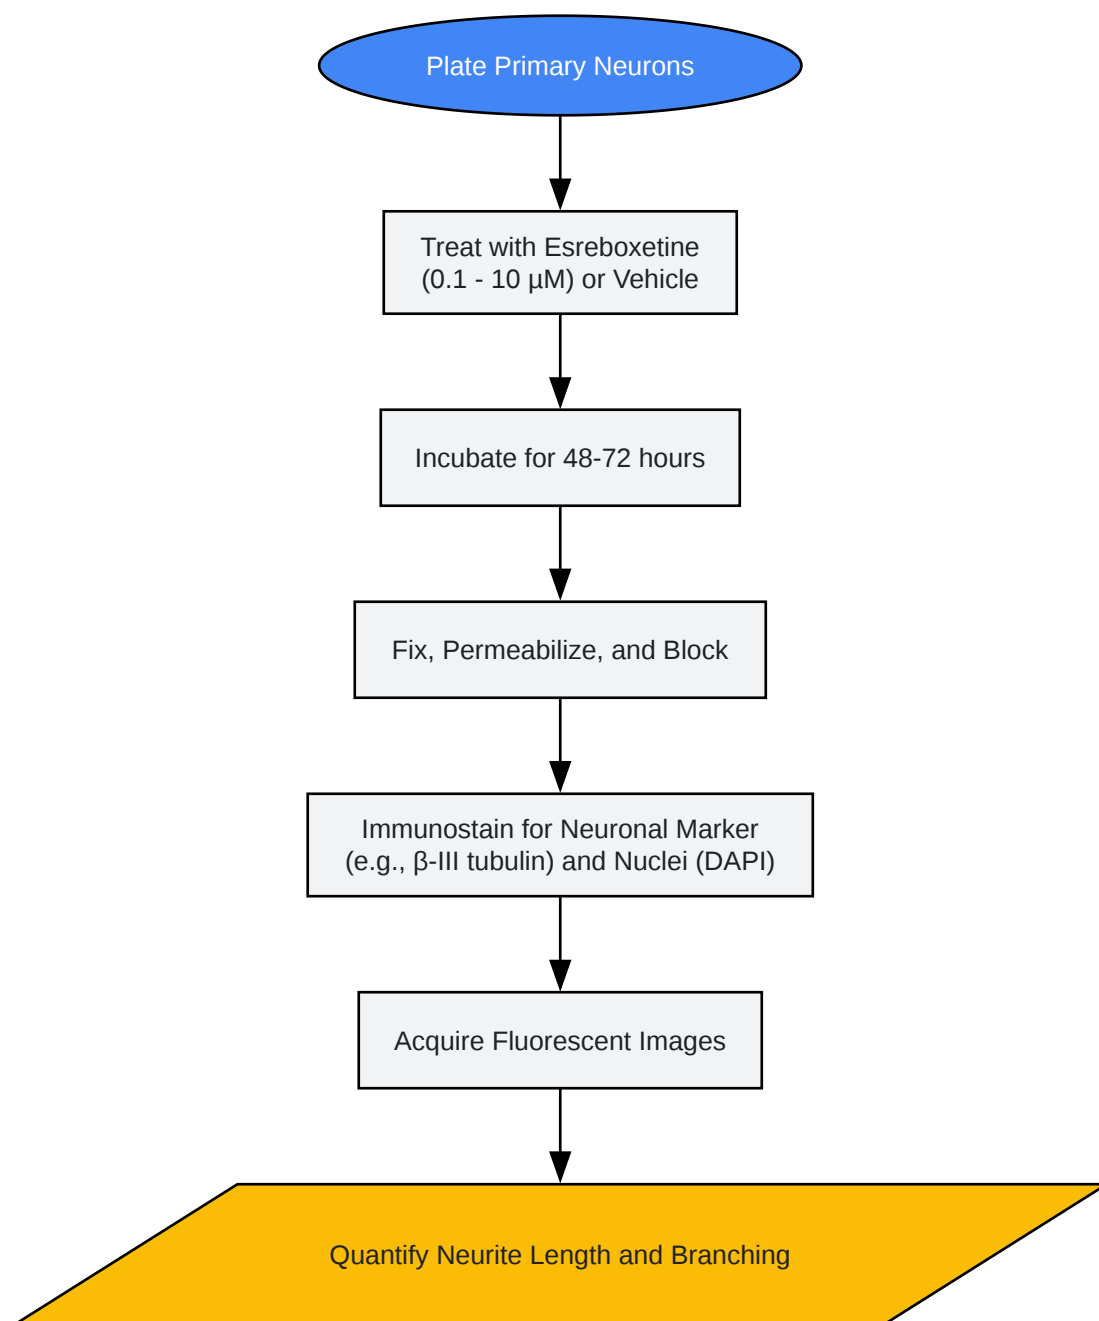 Plate Primary Neurons
Treat with Esreboxetine
(0.1 - 10 µM) or Vehicle
Incubate for 48-72 hours
Fix, Permeabilize, and Block
Immunostain for Neuronal Marker
(e.g., β-III tubulin) and Nuclei (DAPI)
Acquire Fluorescent Images
Quantify Neurite Length and Branching